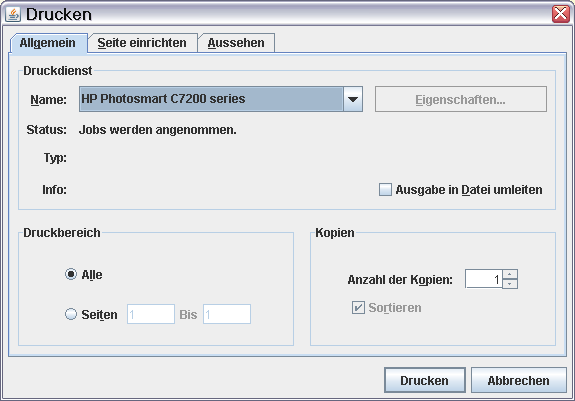 Drucken
Allgemein Seite einrichten Aussehen
Druckdienst
Name: HP Photosmart C7200 series Eigenschaften...
Status: Jobs werden angenommen.
Typ:
Info: Ausgabe in Datei umleiten
Druckbereich
Alle
Seiten 1 Bis 1
Kopien
Anzahl der Kopien: 1
Sortieren
Drucken Abbrechen